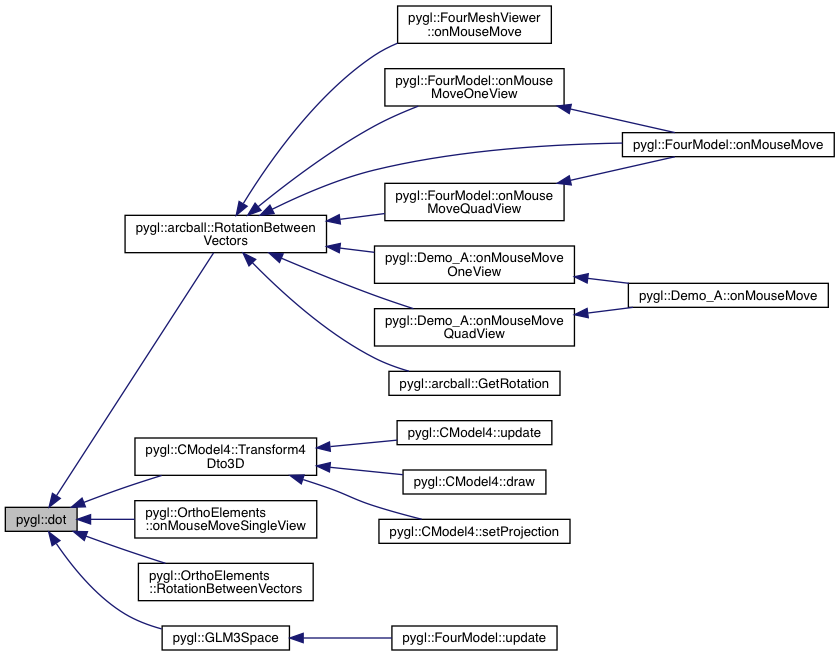 pygl::FourMeshViewer
::onMouseMove
pygl::FourModel::onMouse
MoveOneView
pygl::FourModel::onMouseMove
pygl::FourModel::onMouse
MoveQuadView
pygl::arcball::RotationBetween
Vectors
pygl::Demo_A::onMouseMove
OneView
pygl::Demo_A::onMouseMove
pygl::Demo_A::onMouseMove
QuadView
pygl::arcball::GetRotation
pygl::CModel4::update
pygl::CModel4::Transform4
Dto3D
pygl::CModel4::draw
pygl::dot
pygl::OrthoElements
::onMouseMoveSingleView
pygl::CModel4::setProjection
pygl::OrthoElements
::RotationBetweenVectors
pygl::GLM3Space
pygl::FourModel::update